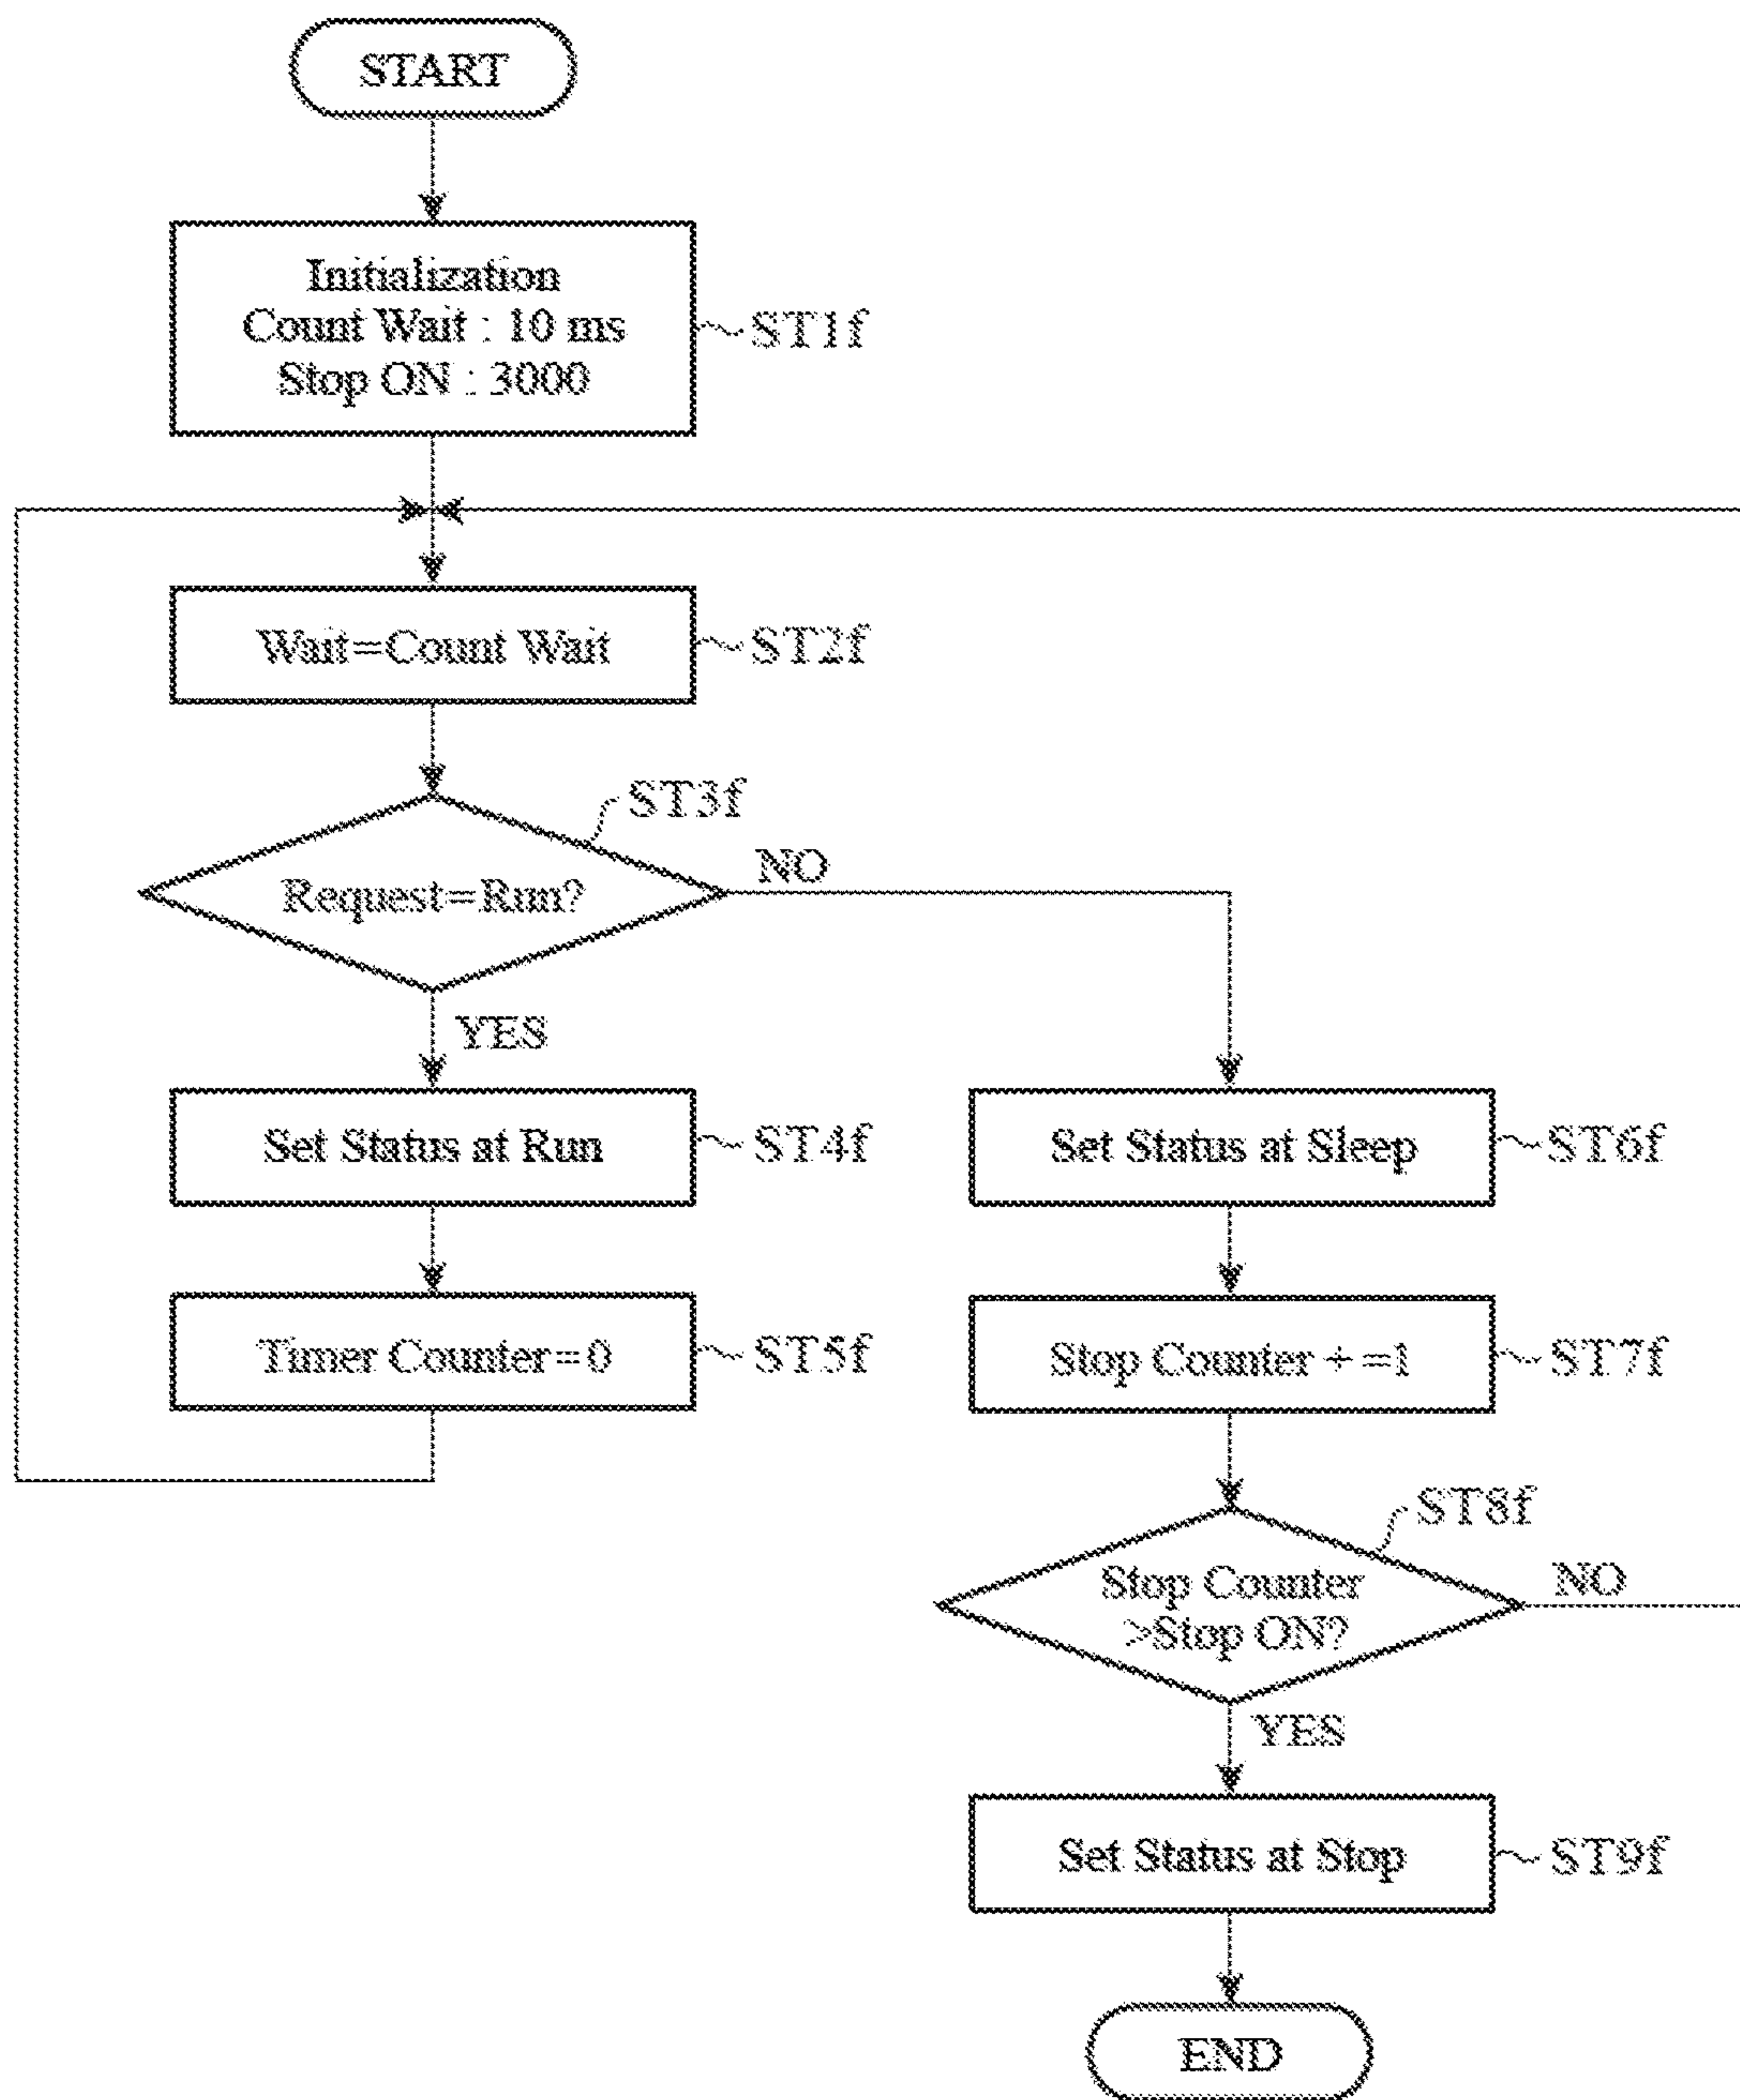 START
Initialization
Count Wait : 10 ms
Stop ON : 3000
ST1f
Wait=Count Wait
ST2f
ST3f
Request=Run?
NO
YES
Set Status at Run
ST4f
Set Status at Sleep
ST6f
Timer Counter=0
ST5f
Stop Counter + =1
ST7f
ST8f
Stop Counter
>Stop ON?
NO
YES
Set Status at Stop
ST9f
END